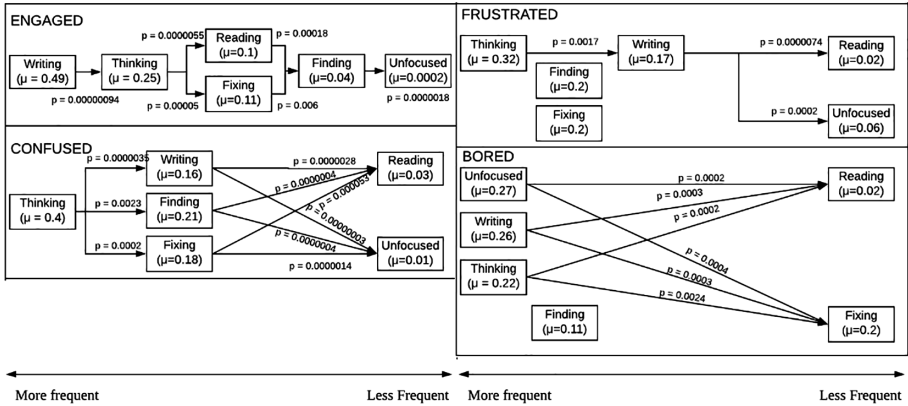 ENGAGED
p = 0.0000055
Reading
(μ=0.1)
p = 0.00018
Writing
(μ = 0.49)
Thinking
(μ = 0.25)
Finding
(μ=0.04)
Unfocused
(μ=0.0002)
Fixing
(μ=0.11)
p = 0.00000094
p = 0.00005
p = 0.006
p = 0.0000018
FRUSTRATED
Thinking
(μ = 0.32)
p = 0.0017
Writing
(μ=0.17)
p = 0.0000074
Reading
(μ=0.02)
Finding
(μ=0.2)
Fixing
(μ=0.2)
p = 0.0002
Unfocused
(μ=0.06)
CONFUSED
p = 0.0000035
Writing
(μ=0.16)
p = 0.0000028
Reading
(μ=0.03)
p = 0.0000004
p = 0.000053
Thinking
(μ = 0.4)
p = 0.0023
Finding
(μ=0.21)
p = 0.00000003
p = 0.0002
Fixing
(μ=0.18)
p = 0.0000004
Unfocused
(μ=0.01)
p = 0.0000014
BORED
Unfocused
(μ=0.27)
p = 0.0002
Reading
(μ=0.02)
p = 0.0003
p = 0.0002
Writing
(μ=0.26)
Thinking
(μ = 0.22)
p = 0.0004
p = 0.0003
p = 0.0024
Finding
(μ=0.11)
Fixing
(μ=0.2)
More frequent
Less Frequent
More frequent
Less Frequent